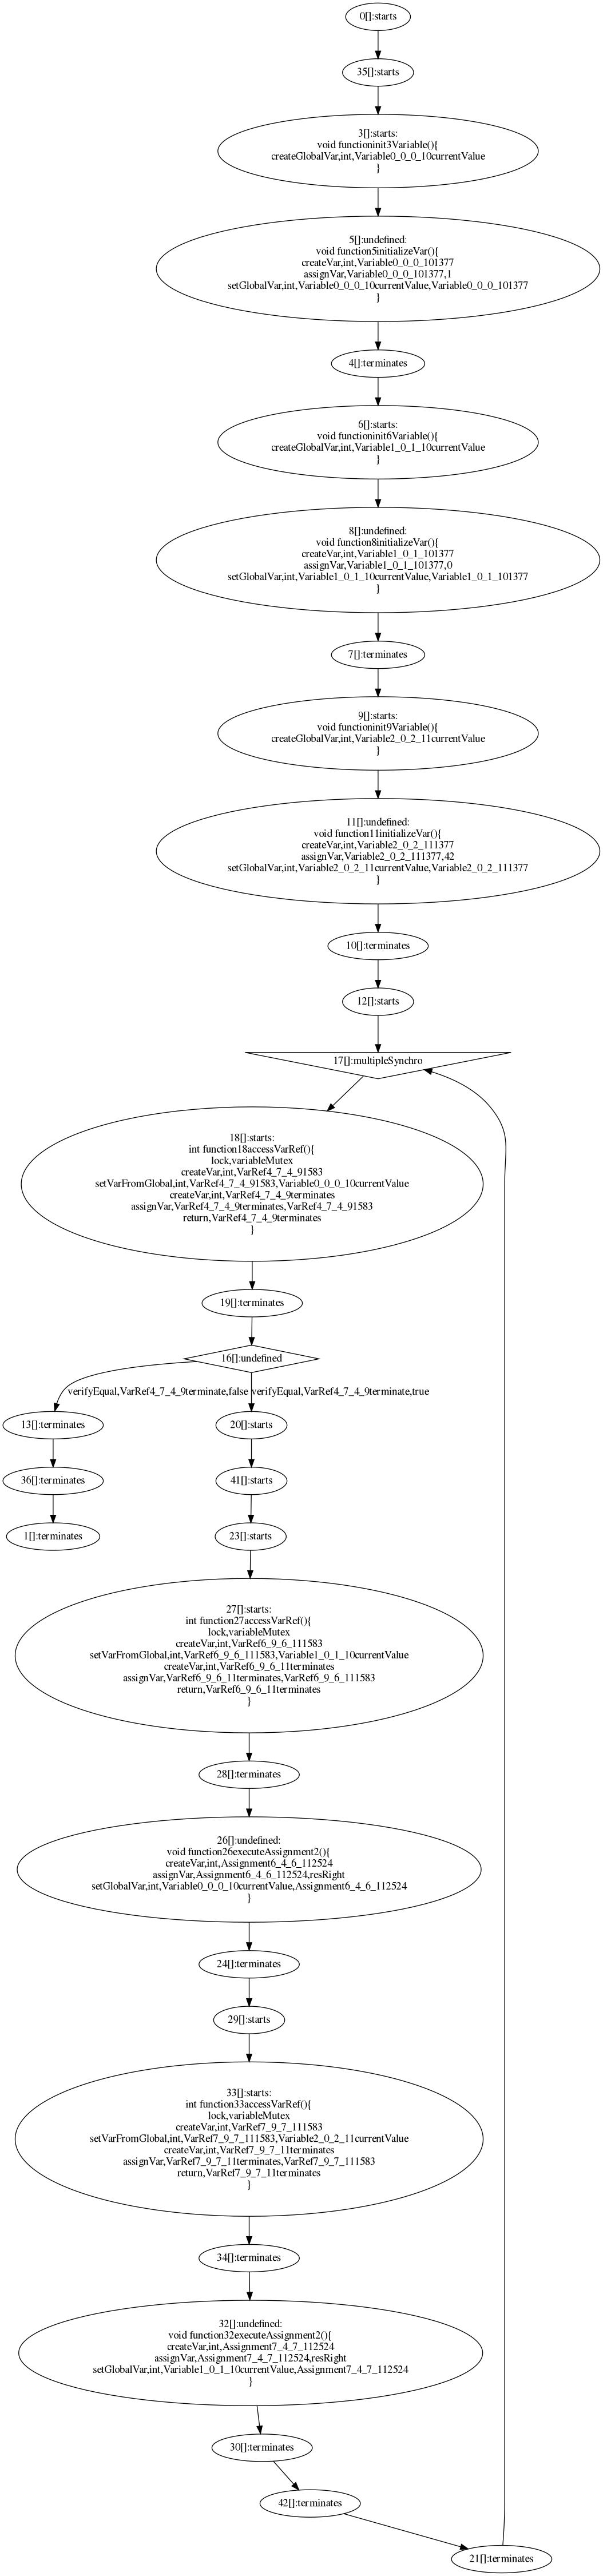 0[]:starts
35[]:starts
3[]:starts:
void functioninit3Variable(){
createGlobalVar,int,Variable0_0_0_10currentValue
}
5[]:undefined:
void function5initializeVar(){
createVar,int,Variable0_0_0_101377
assignVar,Variable0_0_0_101377,1
setGlobalVar,int,Variable0_0_0_10currentValue,Variable0_0_0_101377
}
4[]:terminates
6[]:starts:
void functioninit6Variable(){
createGlobalVar,int,Variable1_0_1_10currentValue
}
8[]:undefined:
void function8initializeVar(){
createVar,int,Variable1_0_1_101377
assignVar,Variable1_0_1_101377,0
setGlobalVar,int,Variable1_0_1_10currentValue,Variable1_0_1_101377
}
7[]:terminates
9[]:starts:
void functioninit9Variable(){
createGlobalVar,int,Variable2_0_2_11currentValue
}
11[]:undefined:
void function11initializeVar(){
createVar,int,Variable2_0_2_111377
assignVar,Variable2_0_2_111377,42
setGlobalVar,int,Variable2_0_2_11currentValue,Variable2_0_2_111377
}
10[]:terminates
12[]:starts
17[]:multipleSynchro
18[]:starts:
int function18accessVarRef(){
lock,variableMutex
createVar,int,VarRef4_7_4_91583
setVarFromGlobal,int,VarRef4_7_4_91583,Variable0_0_0_10currentValue
createVar,int,VarRef4_7_4_9terminates
assignVar,VarRef4_7_4_9terminates,VarRef4_7_4_91583
return,VarRef4_7_4_9terminates
}
19[]:terminates
16[]:undefined
verifyEqual,VarRef4_7_4_9terminate,false verifyEqual,VarRef4_7_4_9terminate,true
13[]:terminates
20[]:starts
36[]:terminates
41[]:starts
1[]:terminates
23[]:starts
27[]:starts:
int function27accessVarRef(){
lock,variableMutex
createVar,int,VarRef6_9_6_111583
setVarFromGlobal,int,VarRef6_9_6_111583,Variable1_0_1_10currentValue
createVar,int,VarRef6_9_6_11terminates
assignVar,VarRef6_9_6_11terminates,VarRef6_9_6_111583
return,VarRef6_9_6_11terminates
}
28[]:terminates
26[]:undefined:
void function26executeAssignment2(){
createVar,int,Assignment6_4_6_112524
assignVar,Assignment6_4_6_112524,resRight
setGlobalVar,int,Variable0_0_0_10currentValue,Assignment6_4_6_112524
}
24[]:terminates
29[]:starts
33[]:starts:
int function33accessVarRef(){
lock,variableMutex
createVar,int,VarRef7_9_7_111583
setVarFromGlobal,int,VarRef7_9_7_111583,Variable2_0_2_11currentValue
createVar,int,VarRef7_9_7_11terminates
assignVar,VarRef7_9_7_11terminates,VarRef7_9_7_111583
return,VarRef7_9_7_11terminates
}
34[]:terminates
32[]:undefined:
void function32executeAssignment2(){
createVar,int,Assignment7_4_7_112524
assignVar,Assignment7_4_7_112524,resRight
setGlobalVar,int,Variable1_0_1_10currentValue,Assignment7_4_7_112524
}
30[]:terminates
42[]:terminates
21[]:terminates